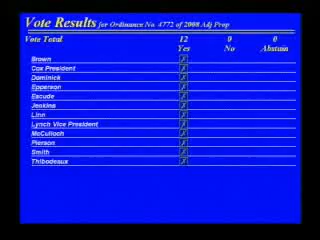 Vote Results for Ordinance No. 4772 of 2008 Adj Prep
Vote Total 12 0 0
Yes No Abstain
Brown
Cox President
Dominick
Epperson
Escude
Jenkins
Linn
Lynch Vice President
McCulloch
Pierson
Smith
Thibodeaux